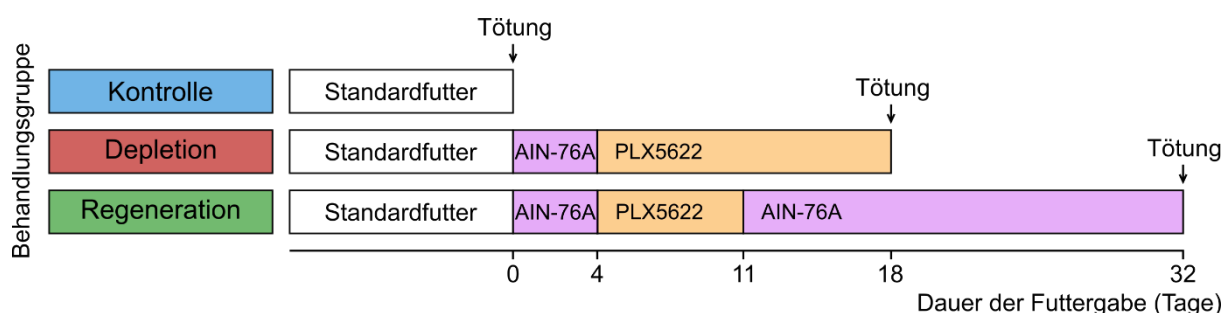 Tötung
Kontrolle Standardfutter
Tötung
Depletion Standardfutter AIN-76A PLX5622
Tötung
Regeneration Standardfutter AIN-76A PLX5622 AIN-76A
Behandlungsgruppe
0 4 11 18 32
Dauer der Futtergabe (Tage)